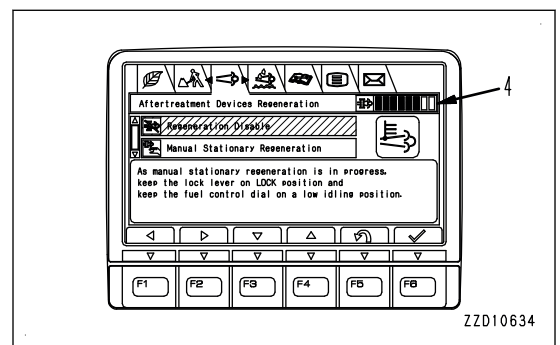 4
Aftertreatment Devices Regeneration
Regeneration Disable
Manual Stationary Regeneration
As manual stationary regeneration is in progress,
keep the lock lever on LOCK position and
keep the fuel control dial on a low idling position.
F1 F2 F3 F4 F5 F6
ZZD10634